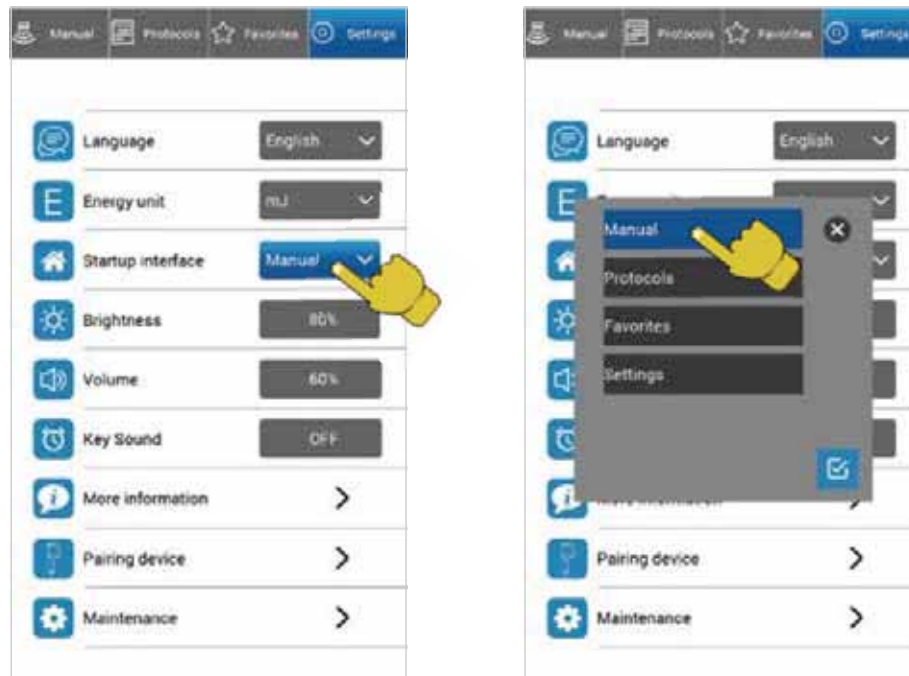 Manual Protocols Favorites Settings
Language English
Energy unit mJ
Startup interface Manual
Brightness 80%
Volume 60%
Key Sound OFF
More information
Pairing device
Maintenance
Manual Protocols Favorites Settings
Language English
E
Manual
Protocols
Favorites
Settings
Pairing device
Maintenance